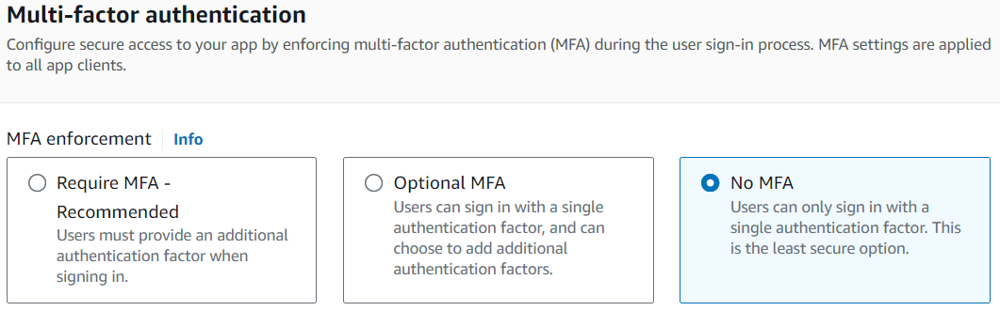 Multi-factor authentication
Configure secure access to your app by enforcing multi-factor authentication (MFA) during the user sign-in process. MFA settings are applied
to all app clients.
MFA enforcement Info
Require MFA -
Recommended
Users must provide an additional
authentication factor when
signing in.
Optional MFA
Users can sign in with a single
authentication factor, and can
choose to add additional
authentication factors.
No MFA
Users can only sign in with a
single authentication factor. This
is the least secure option.